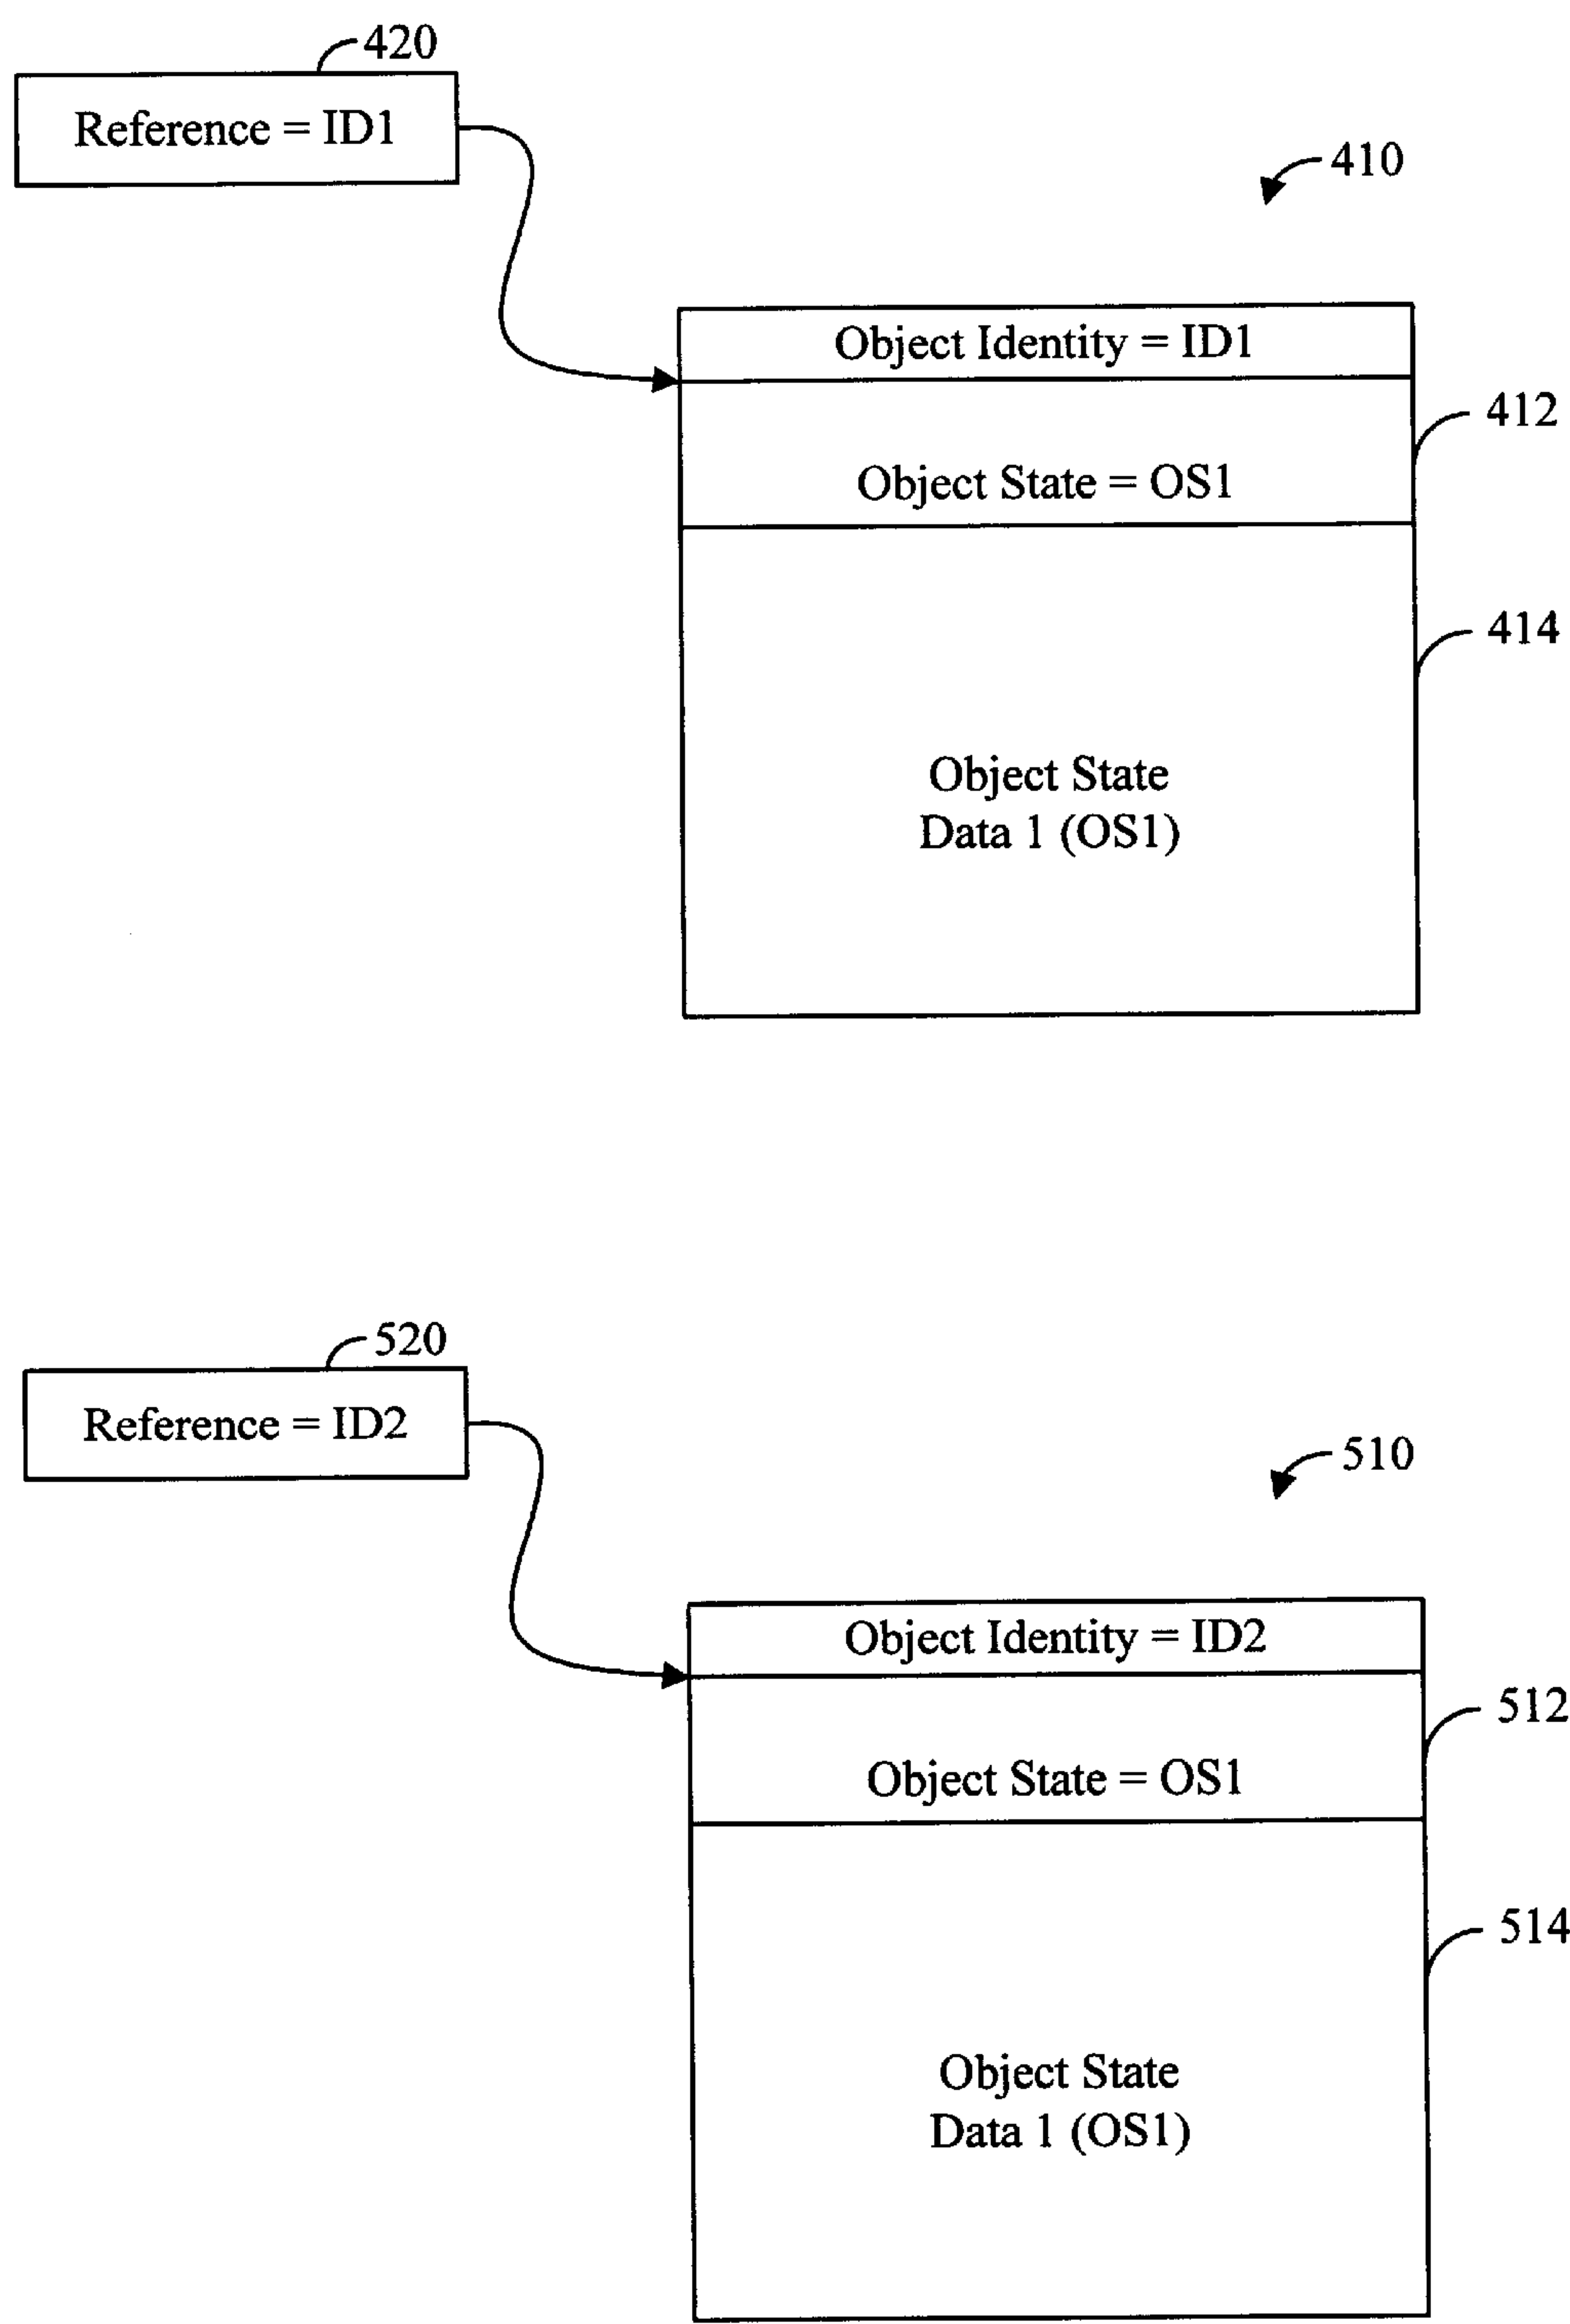 420
Reference = ID1
410
Object Identity = ID1
412
Object State = OS1
414
Object State
Data 1 (OS1)
520
Reference = ID2
510
Object Identity = ID2
512
Object State = OS1
514
Object State
Data 1 (OS1)